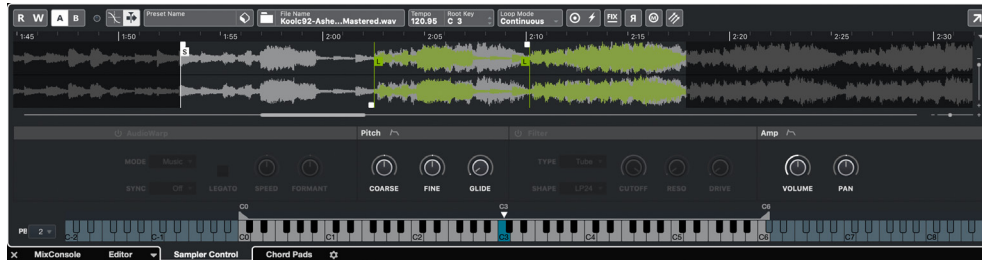 R W A B Preset Name File Name Koolc92-Ashe...Mastered.wav Tempo 120.95 Root Key C 3 Loop Mode Continuous FIX R M
1:45 1:50 1:55 2:00 2:05 2:10 2:15 2:20 2:25 2:30
S L L
AudioWarp Pitch Filter Amp
MODE Music TYPE Tube
SYNC Off LEGATO SPEED FORMANT COARSE FINE GLIDE SHAPE LP24 CUTOFF RESO DRIVE VOLUME PAN
C0 C3 C6
PB 2 C-2 C-1 C0 C1 C2 C3 C4 C5 C6 C7 C8
MixConsole Editor Sampler Control Chord Pads